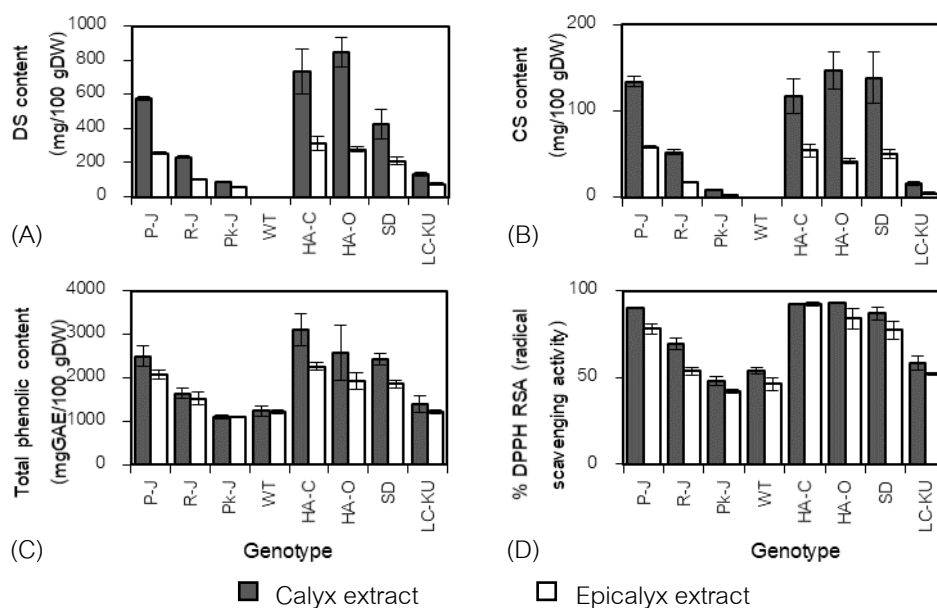 1000
800
600
400
200
0
DS content
(mg/100 gDW)
P-J
R-J
Pk-J
WT
HA-C
HA-O
SD
LC-KU
(A)
200
100
0
CS content
(mg/100 gDW)
P-J
R-J
Pk-J
WT
HA-C
HA-O
SD
LC-KU
(B)
4000
3000
2000
1000
0
Total phenolic content
(mgGAE/100 gDW)
P-J
R-J
Pk-J
WT
HA-C
HA-O
SD
LC-KU
(C)
Genotype
100
50
0
% DPPH RSA (radical
scavenging activity)
P-J
R-J
Pk-J
WT
HA-C
HA-O
SD
LC-KU
(D)
Genotype
Calyx extract
Epicalyx extract